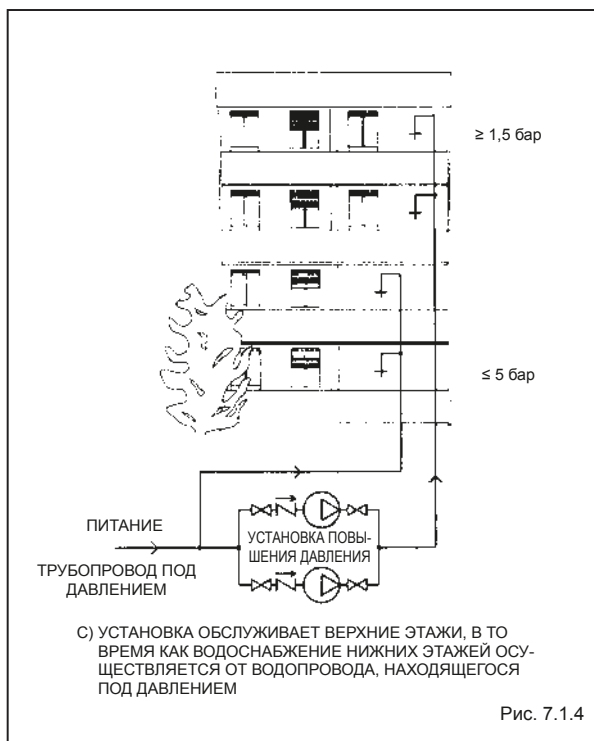 ≥ 1,5 бар
≤ 5 бар
ПИТАНИЕ
ТРУБОПРОВОД ПОД
ДАВЛЕНИЕМ
УСТАНОВКА ПОВЫ-
ШЕНИЯ ДАВЛЕНИЯ
С) УСТАНОВКА ОБСЛУЖИВАЕТ ВЕРХНИЕ ЭТАЖИ, В ТО
ВРЕМЯ КАК ВОДОСНАБЖЕНИЕ НИЖНИХ ЭТАЖЕЙ ОСУ-
ЩЕСТВЛЯЕТСЯ ОТ ВОДОПРОВОДА, НАХОДЯЩЕГОСЯ
ПОД ДАВЛЕНИЕМ
Рис. 7.1.4